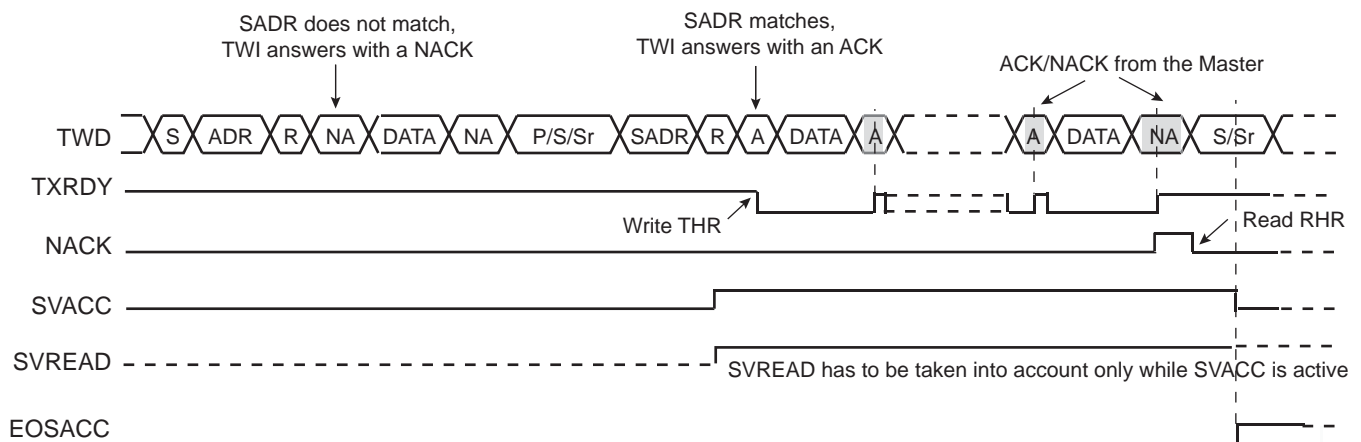 SADR does not match,
TWI answers with a NACK
SADR matches,
TWI answers with an ACK
ACK/NACK from the Master
TWD S ADR R NA DATA NA P/S/Sr SADR R A DATA A A DATA NA S/Sr
TXRDY
Write THR
Read RHR
NACK
SVACC
SVREAD
SVREAD has to be taken into account only while SVACC is active
EOSACC